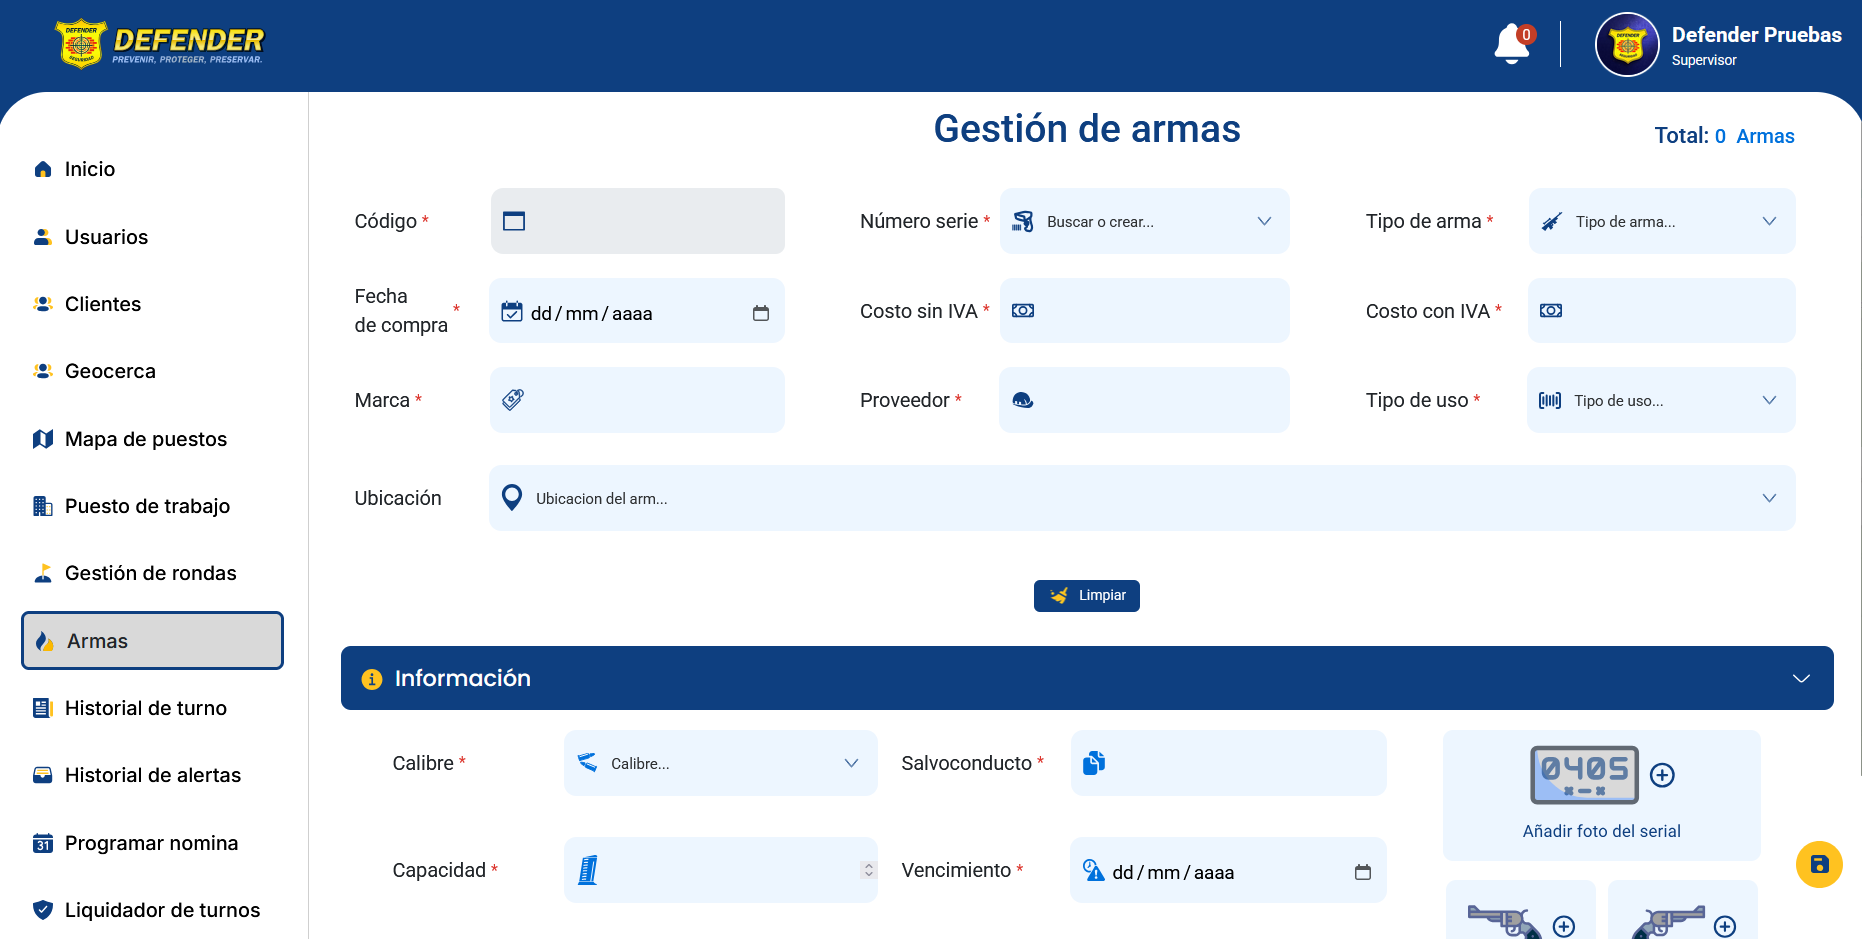 DEFENDER
SEGURIDAD
DEFENDER
PREVENIR, PROTEGER, PRESERVAR.
0
DEFENDER
Defender Pruebas
Supervisor
Inicio
Usuarios
Clientes
Geocerca
Mapa de puestos
Puesto de trabajo
Gestión de rondas
Armas
Historial de turno
Historial de alertas
31
Programar nomina
Liquidador de turnos
Gestión de armas
Total: 0 Armas
Código *
Número serie * Buscar o crear...
Tipo de arma * Tipo de arma...
Fecha
de compra * dd/mm/aaaa
Costo sin IVA *
Costo con IVA *
Marca *
Proveedor *
Tipo de uso * Tipo de uso...
Ubicación Ubicacion del arm...
Limpiar
Información
Calibre * Calibre...
Salvoconducto *
0405
Añadir foto del serial
Capacidad *
Vencimiento * dd/mm/aaaa